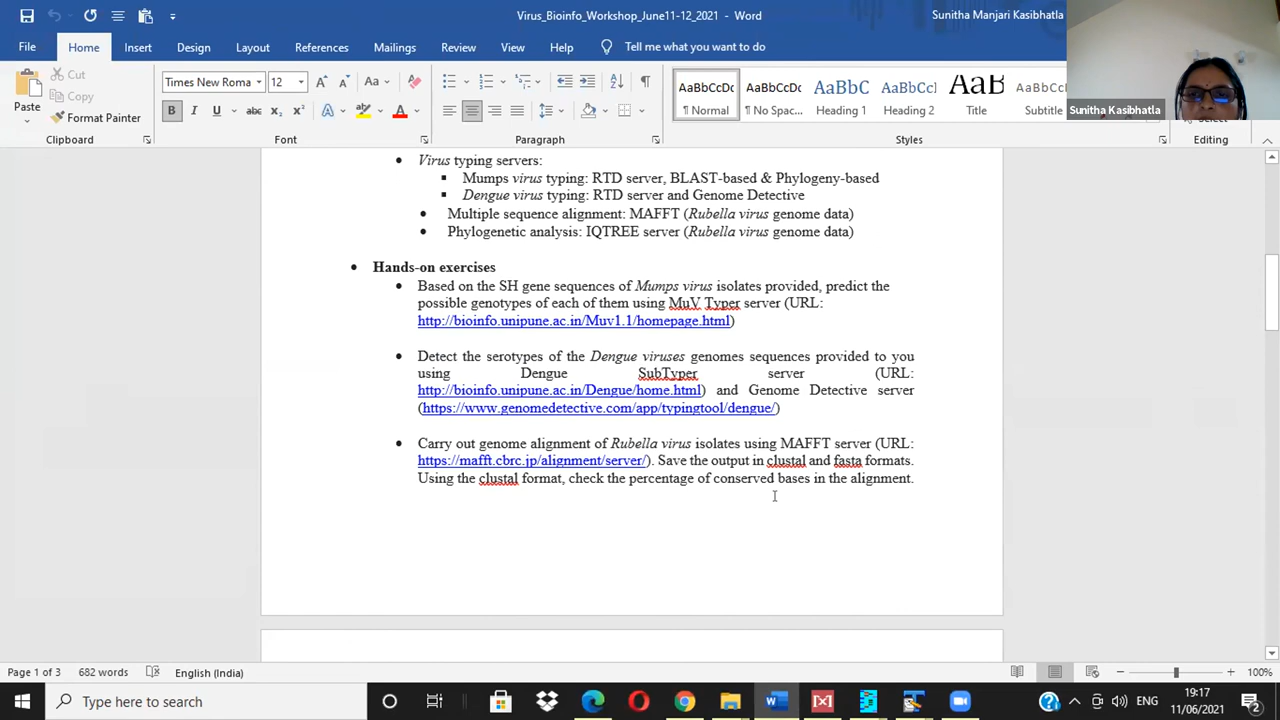 Virus_Bioinfo_Workshop_June11-12_2021 - Word
Sunitha Manjari Kasibhatla
File Home Insert Design Layout References Mailings Review View Help Tell me what you want to do
Paste
Cut
Copy
Format Painter
Times New Roma 12
AaBbCcDc AaBbCcDc AaBbC AaBbCcl AaB AaBbCcD
¶ Normal ¶ No Spac... Heading 1 Heading 2 Title Subtitle
Sunitha Kasibhatla
Clipboard Font Paragraph Styles Editing
• Virus typing servers:
▪ Mumps virus typing: RTD server, BLAST-based & Phylogeny-based
▪ Dengue virus typing: RTD server and Genome Detective
• Multiple sequence alignment: MAFFT (Rubella virus genome data)
• Phylogenetic analysis: IQTREE server (Rubella virus genome data)
• Hands-on exercises
• Based on the SH gene sequences of Mumps virus isolates provided, predict the
possible genotypes of each of them using MuV Typer server (URL:
http://bioinfo.unipune.ac.in/Muv1.1/homepage.html)
• Detect the serotypes of the Dengue viruses genomes sequences provided to you
using Dengue SubTyper server (URL:
http://bioinfo.unipune.ac.in/Dengue/home.html) and Genome Detective server
(https://www.genomedetective.com/app/typingtool/dengue/)
• Carry out genome alignment of Rubella virus isolates using MAFFT server (URL:
https://mafft.cbrc.jp/alignment/server/). Save the output in clustal and fasta formats.
Using the clustal format, check the percentage of conserved bases in the alignment.
Page 1 of 3 682 words English (India) 100%
Type here to search
ENG
19:17
11/06/2021
2